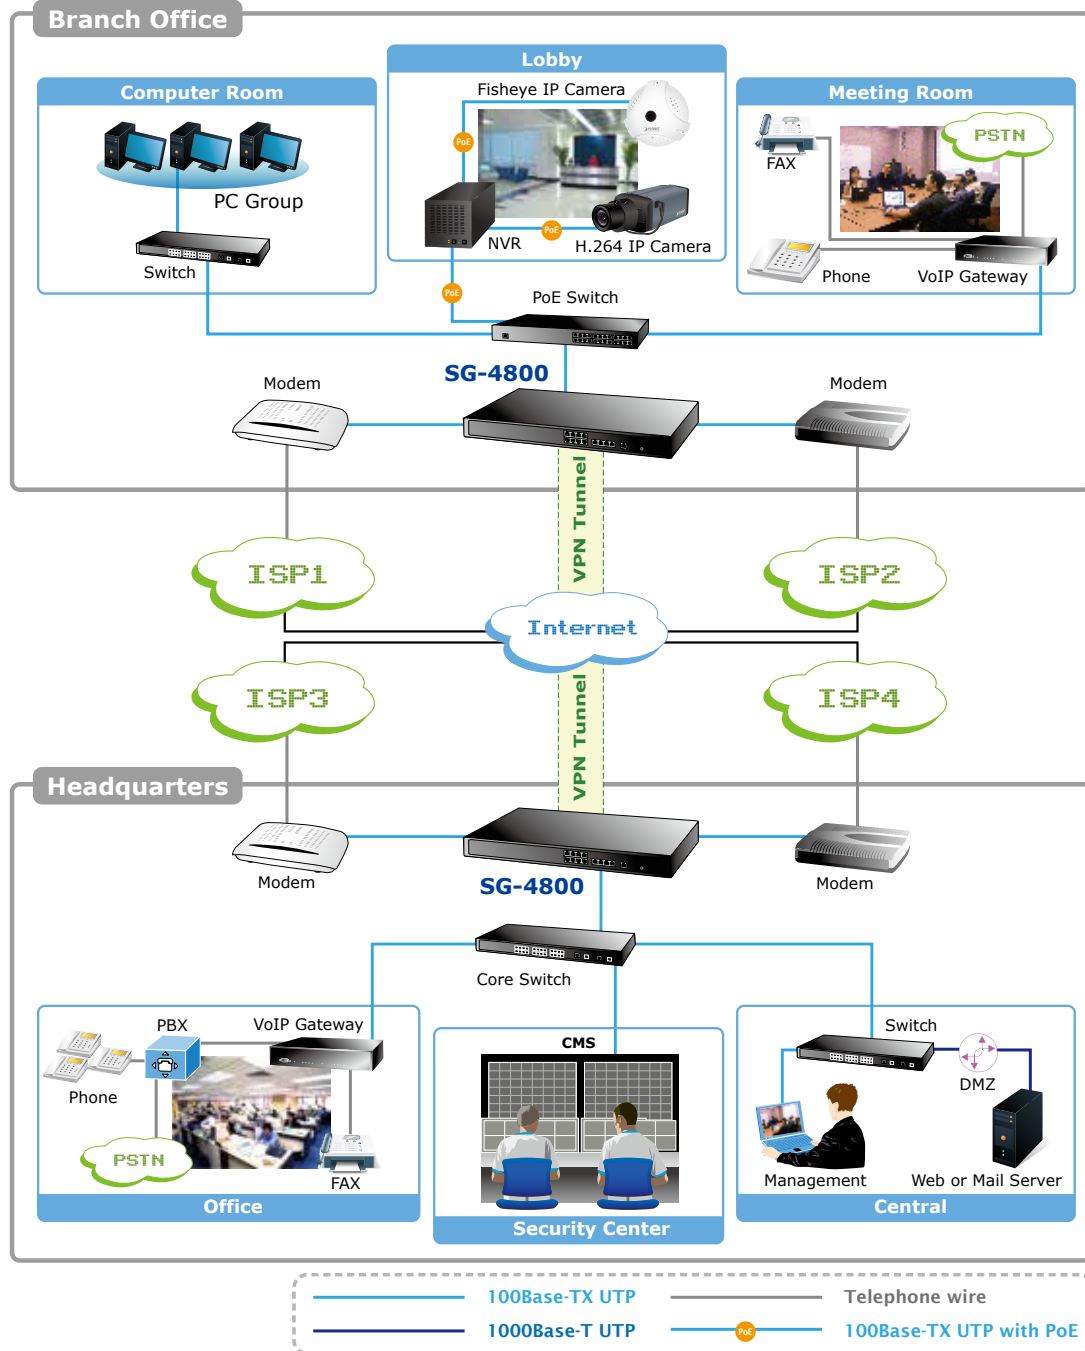 Branch Office
Lobby
Computer Room
Fisheye IP Camera
Meeting Room
PoE
PSTN
FAX
PC Group
NVR
PoE
H.264 IP Camera
Switch
Phone
VoIP Gateway
PoE
PoE Switch
SG-4800
Modem
Modem
VPN Tunnel
ISP1
ISP2
Internet
ISP3
ISP4
VPN Tunnel
Headquarters
Modem
Modem
SG-4800
Core Switch
PBX
VoIP Gateway
Switch
CMS
Phone
DMZ
PSTN
FAX
Management
Web or Mail Server
Office
Security Center
Central
100Base-TX UTP
Telephone wire
1000Base-T UTP
PoE
100Base-TX UTP with PoE